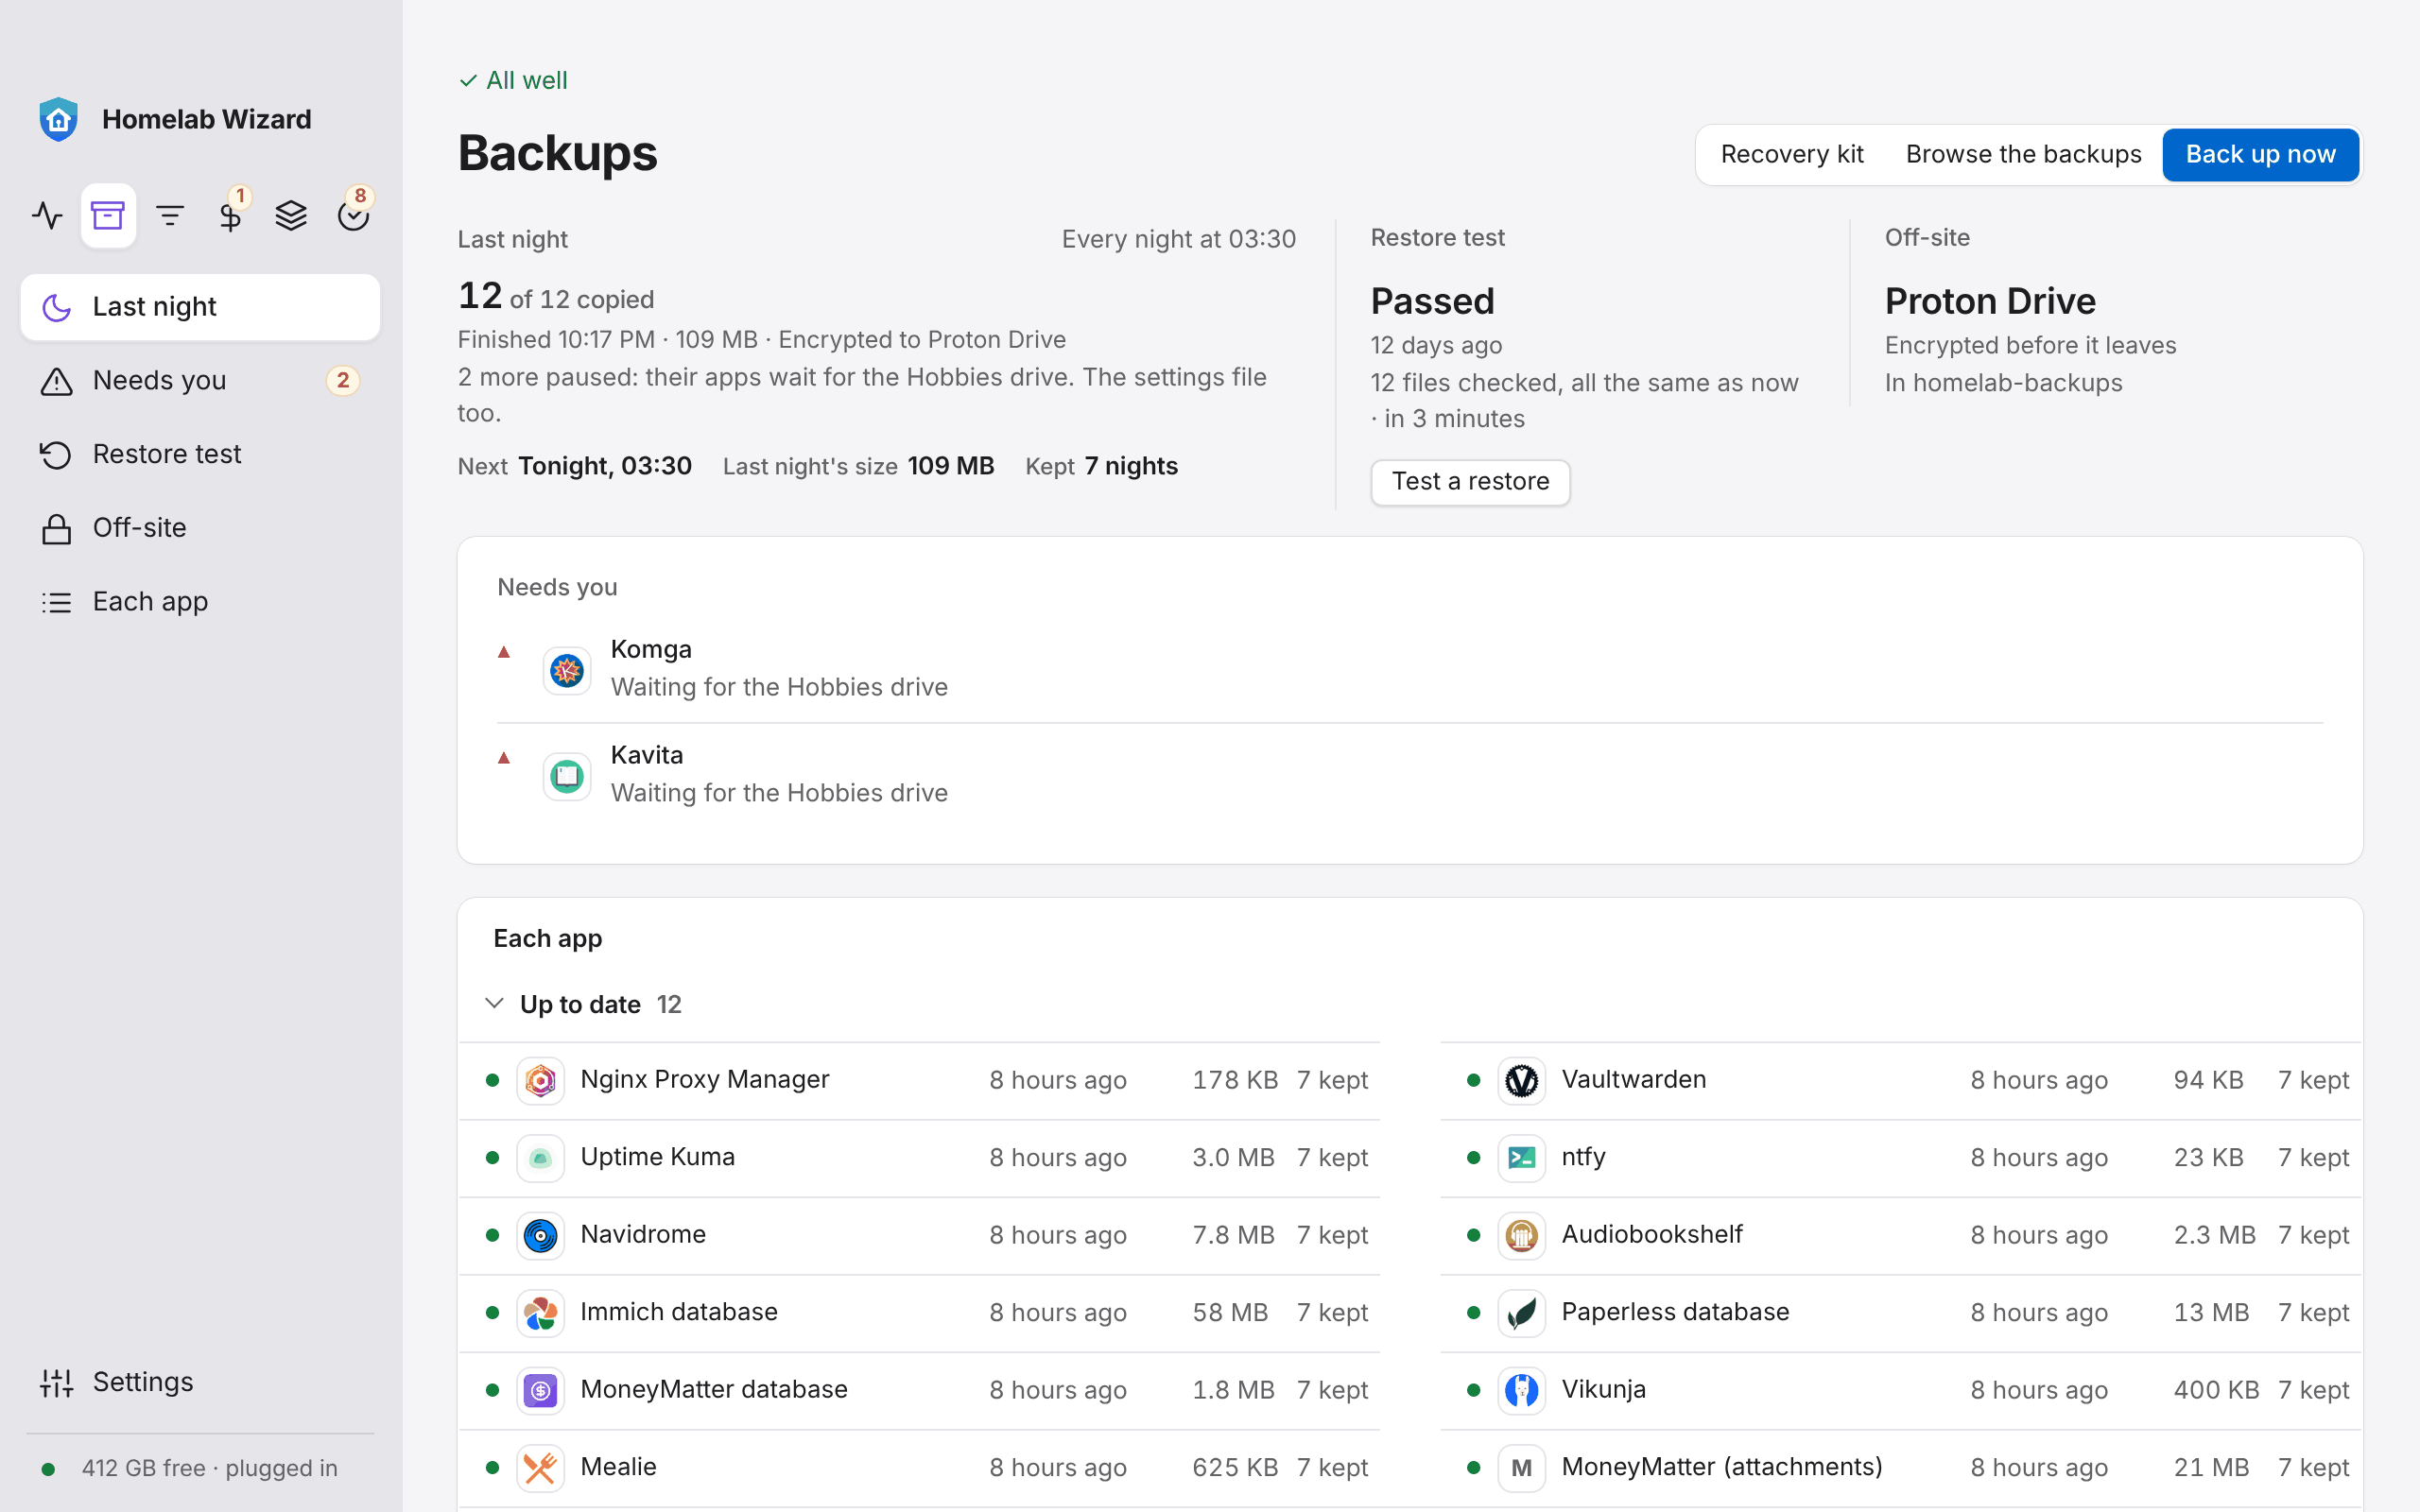 Homelab Wizard
1
8
Last night
Needs you 2
Restore test
Off-site
Each app
Settings
412 GB free · plugged in
All well
Backups
Recovery kit
Browse the backups
Back up now
Last night
Every night at 03:30
12 of 12 copied
Finished 10:17 PM · 109 MB · Encrypted to Proton Drive
2 more paused: their apps wait for the Hobbies drive. The settings file
too.
Next Tonight, 03:30 Last night's size 109 MB Kept 7 nights
Restore test
Passed
12 days ago
12 files checked, all the same as now
· in 3 minutes
Test a restore
Off-site
Proton Drive
Encrypted before it leaves
In homelab-backups
Needs you
Komga
Waiting for the Hobbies drive
Kavita
Waiting for the Hobbies drive
Each app
Up to date 12
Nginx Proxy Manager 8 hours ago 178 KB 7 kept
Vaultwarden 8 hours ago 94 KB 7 kept
Uptime Kuma 8 hours ago 3.0 MB 7 kept
ntfy 8 hours ago 23 KB 7 kept
Navidrome 8 hours ago 7.8 MB 7 kept
Audiobookshelf 8 hours ago 2.3 MB 7 kept
Immich database 8 hours ago 58 MB 7 kept
Paperless database 8 hours ago 13 MB 7 kept
MoneyMatter database 8 hours ago 1.8 MB 7 kept
Vikunja 8 hours ago 400 KB 7 kept
Mealie 8 hours ago 625 KB 7 kept
M MoneyMatter (attachments) 8 hours ago 21 MB 7 kept